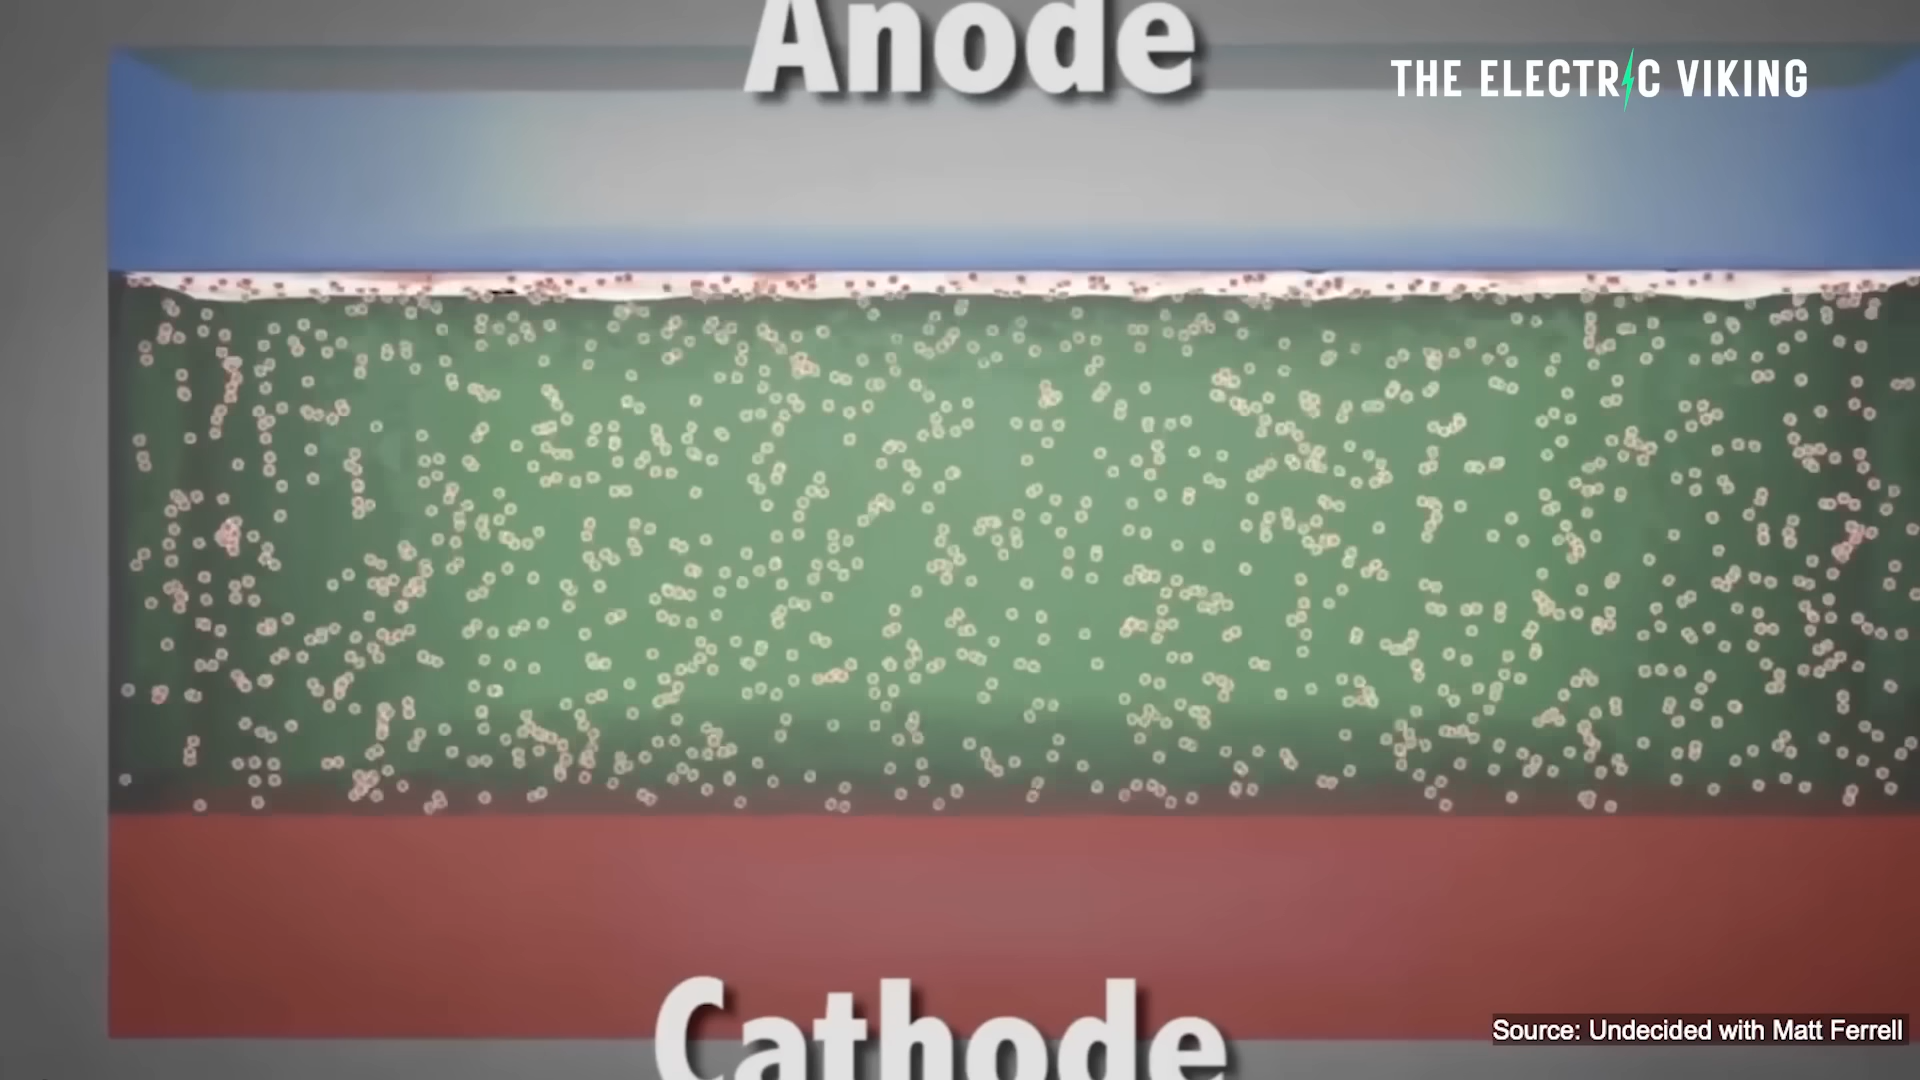 Anode
THE ELECTRIC VIKING
Cathode
Source: Undecided with Matt Ferrell